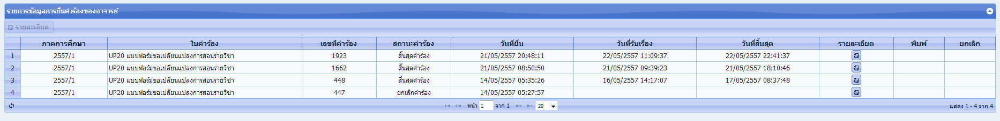 รายการข้อมูลการยื่นคำร้องของอาจารย์
รายละเอียด
ภาคการศึกษา ใบคำร้อง เลขที่คำร้อง สถานะคำร้อง วันที่ยื่น วันที่รับเรื่อง วันที่สิ้นสุด รายละเอียด พิมพ์ ยกเลิก
1 2557/1 UP20 แบบฟอร์มขอเปลี่ยนแปลงการสอนรายวิชา 1923 สิ้นสุดคำร้อง 21/05/2557 20:48:11 22/05/2557 11:09:37 22/05/2557 22:41:37
2 2557/1 UP20 แบบฟอร์มขอเปลี่ยนแปลงการสอนรายวิชา 1662 สิ้นสุดคำร้อง 21/05/2557 08:50:50 21/05/2557 09:39:23 21/05/2557 18:10:46
3 2557/1 UP20 แบบฟอร์มขอเปลี่ยนแปลงการสอนรายวิชา 448 สิ้นสุดคำร้อง 14/05/2557 05:35:26 16/05/2557 14:17:07 17/05/2557 08:37:48
4 2557/1 UP20 แบบฟอร์มขอเปลี่ยนแปลงการสอนรายวิชา 447 ยกเลิกคำร้อง 14/05/2557 05:27:57
หน้า 1 จาก 1 20 แสดง 1 - 4 จาก 4